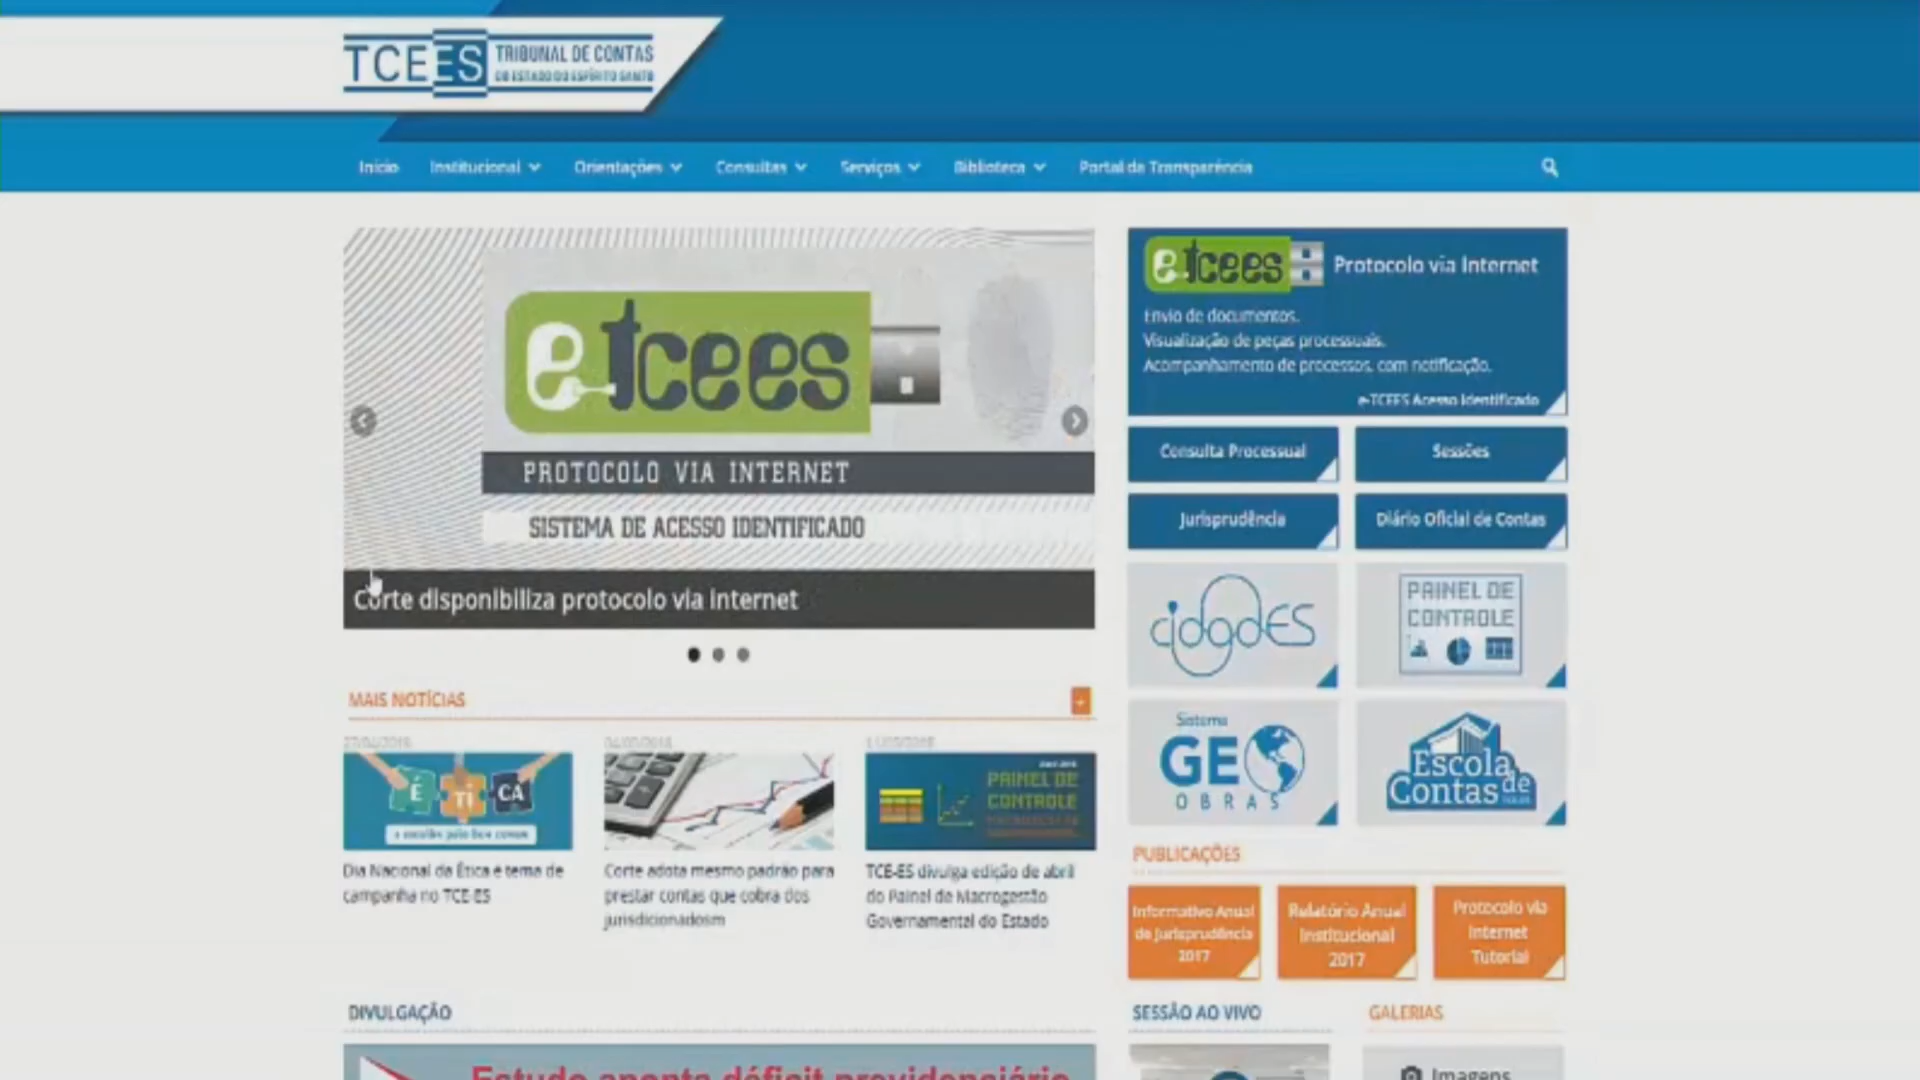 TCEES TRIBUNAL DE CONTAS
DO ESTADO DO ESPÍRITO SANTO
Início Institucional Orientações Consultas Serviços Biblioteca Portal da Transparência
e-tcees
PROTOCOLO VIA INTERNET
SISTEMA DE ACESSO IDENTIFICADO
Corte disponibiliza protocolo via internet
MAIS NOTÍCIAS
+
É TI CA
Dia Nacional da Ética é tema de
campanha no TCE-ES
Corte adota mesmo padrão para
prestar contas que cobra dos
jurisdicionadosm
PAINEL DE
CONTROLE
TCE-ES divulga edição de abril
do Painel de Macrogestão
Governamental do Estado
DIVULGAÇÃO
Estudo aponta déficit previdenciário
e-tcees Protocolo via Internet
Envio de documentos.
Visualização de peças processuais.
Acompanhamento de processos, com notificação.
e-TCEES Acesso Identificado
Consulta Processual
Sessões
Jurisprudência
Diário Oficial de Contas
cidadES
PAINEL DE
CONTROLE
Sistema
GEO
OBRAS
Escola
de
Contas
PUBLICAÇÕES
Informativo Anual
de Jurisprudência
2017
Relatório Anual
Institucional
2017
Protocolo via
Internet
Tutorial
SESSÃO AO VIVO
GALERIAS
Imagens